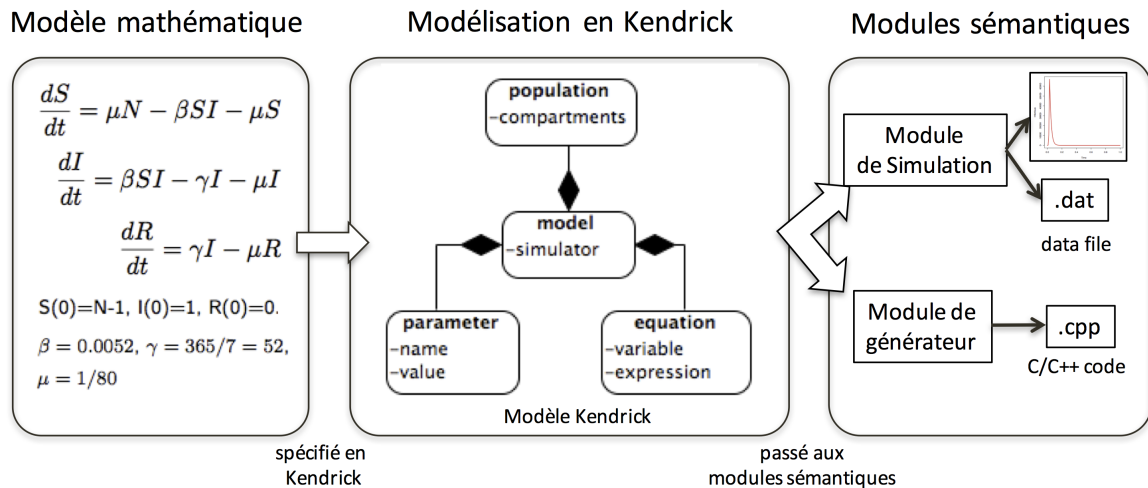 Modèle mathématique
dS/dt = μN − βSI − μS
dI/dt = βSI − γI − μI
dR/dt = γI − μR
S(0)=N-1, I(0)=1, R(0)=0.
β = 0.0052, γ = 365/7 = 52,
μ = 1/80
spécifié en
Kendrick
Modélisation en Kendrick
population
–compartments
model
–simulator
parameter
–name
–value
equation
–variable
–expression
Modèle Kendrick
passé aux
modules sémantiques
Modules sémantiques
Module
de Simulation
.dat
data file
Module de
générateur
.cpp
C/C++ code